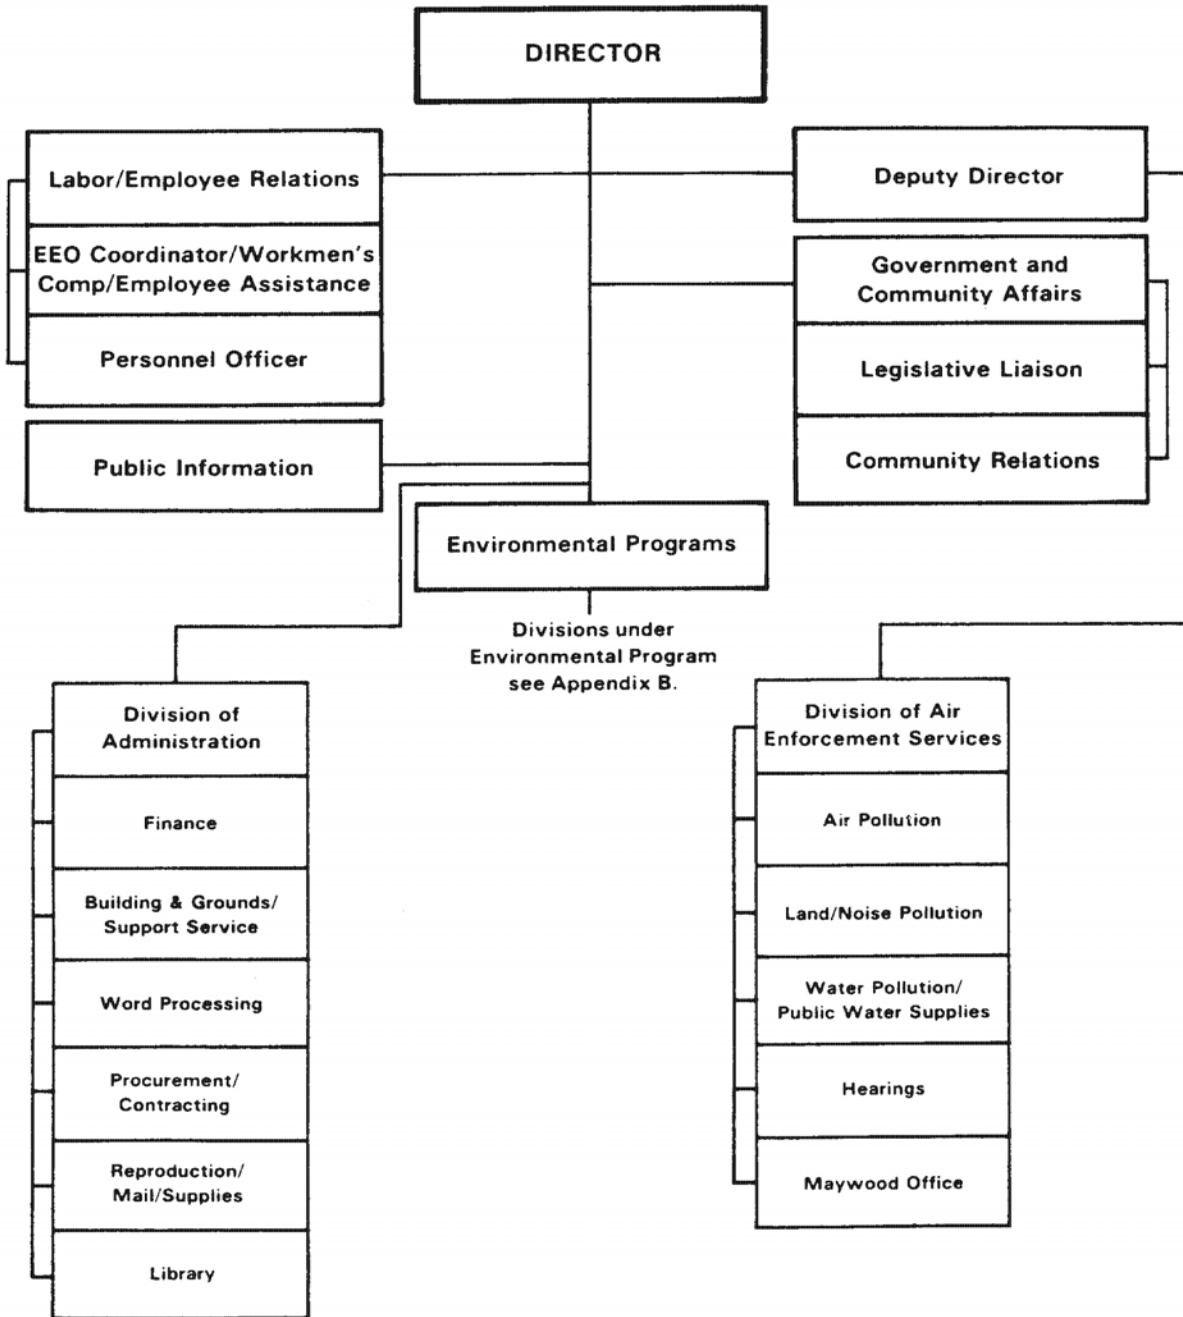 DIRECTOR
Labor/Employee Relations
EEO Coordinator/Workmen's
Comp/Employee Assistance
Personnel Officer
Public Information
Deputy Director
Government and
Community Affairs
Legislative Liaison
Community Relations
Environmental Programs
Divisions under
Environmental Program
see Appendix B.
Division of
Administration
Finance
Building & Grounds/
Support Service
Word Processing
Procurement/
Contracting
Reproduction/
Mail/Supplies
Library
Division of Air
Enforcement Services
Air Pollution
Land/Noise Pollution
Water Pollution/
Public Water Supplies
Hearings
Maywood Office